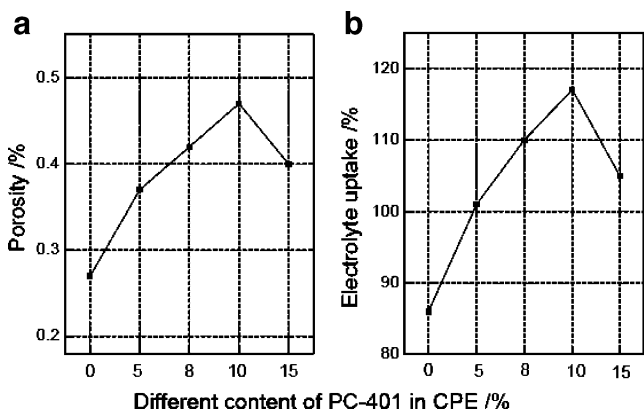 a
b
Porosity /%
0.5
0.4
0.3
0.2
0 5 8 10 15
Electrolyte uptake /%
120
110
100
90
80
0 5 8 10 15
Different content of PC-401 in CPE /%